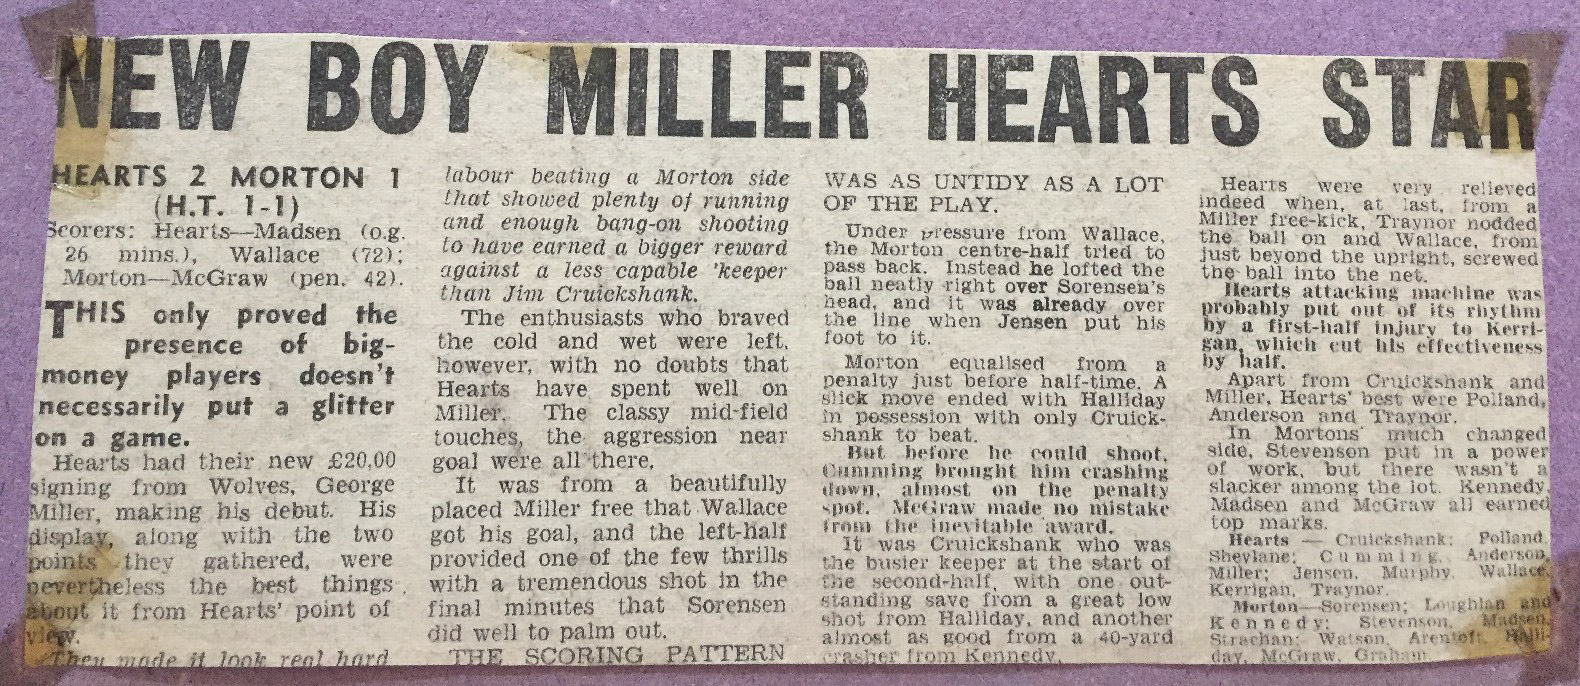 NEW BOY MILLER HEARTS STAR
HEARTS 2 MORTON 1
(H.T. 1-1)
Scorers: Hearts—Madsen (o.g.
26 mins.), Wallace (72);
Morton—McGraw (pen. 42).
THIS only proved the
presence of big-
money players doesn't
necessarily put a glitter
on a game.
Hearts had their new £20,00
signing from Wolves, George
Miller, making his debut. His
display, along with the two
points they gathered, were
nevertheless the best things
about it from Hearts' point of
view.
They made it look real hard
labour beating a Morton side
that showed plenty of running
and enough bang-on shooting
to have earned a bigger reward
against a less capable 'keeper
than Jim Cruickshank.
The enthusiasts who braved
the cold and wet were left,
however, with no doubts that
Hearts have spent well on
Miller. The classy mid-field
touches, the aggression near
goal were all there.
It was from a beautifully
placed Miller free that Wallace
got his goal, and the left-half
provided one of the few thrills
with a tremendous shot in the
final minutes that Sorensen
did well to palm out.
THE SCORING PATTERN
WAS AS UNTIDY AS A LOT
OF THE PLAY.
Under pressure from Wallace,
the Morton centre-half tried to
pass back. Instead he lofted the
ball neatly right over Sorensen's
head, and it was already over
the line when Jensen put his
foot to it.
Morton equalised from a
penalty just before half-time. A
slick move ended with Halliday
in possession with only Cruick-
shank to beat.
But before he could shoot,
Cumming brought him crashing
down, almost on the penalty
spot. McGraw made no mistake
from the inevitable award.
It was Cruickshank who was
the busier keeper at the start of
the second-half, with one out-
standing save from a great low
shot from Halliday, and another
almost as good from a 40-yard
crasher from Kennedy.
Hearts were very relieved
indeed when, at last, from a
Miller free-kick, Traynor nodded
the ball on and Wallace, from
just beyond the upright, screwed
the ball into the net.
Hearts attacking machine was
probably put out of its rhythm
by a first-half injury to Kerri-
gan, which cut his effectiveness
by half.
Apart from Cruickshank and
Miller, Hearts' best were Polland,
Anderson and Traynor.
In Mortons' much changed
side, Stevenson put in a power
of work, but there wasn't a
slacker among the lot. Kennedy,
Madsen and McGraw all earned
top marks.
Hearts — Cruickshank; Polland,
Shevlane; Cumming, Anderson,
Miller; Jensen, Murphy, Wallace,
Kerrigan, Traynor.
Morton—Sorensen; Loughlan and
Kennedy; Stevenson, Madsen,
Strachan; Watson, Arentoft, Halli-
day, McGraw, Graham.